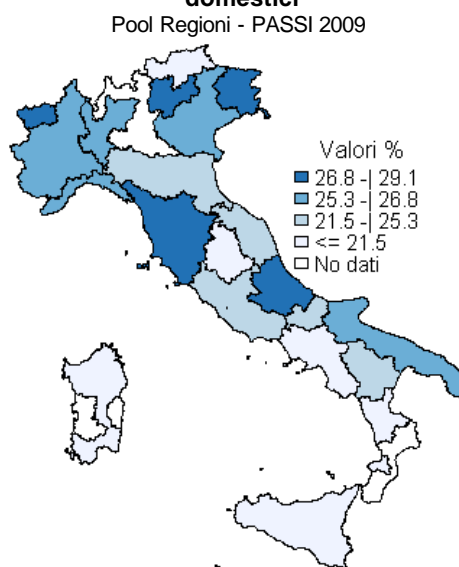 domestici
Pool Regioni - PASSI 2009
Valori %
26.8 -| 29.1
25.3 -| 26.8
21.5 -| 25.3
<= 21.5
No dati